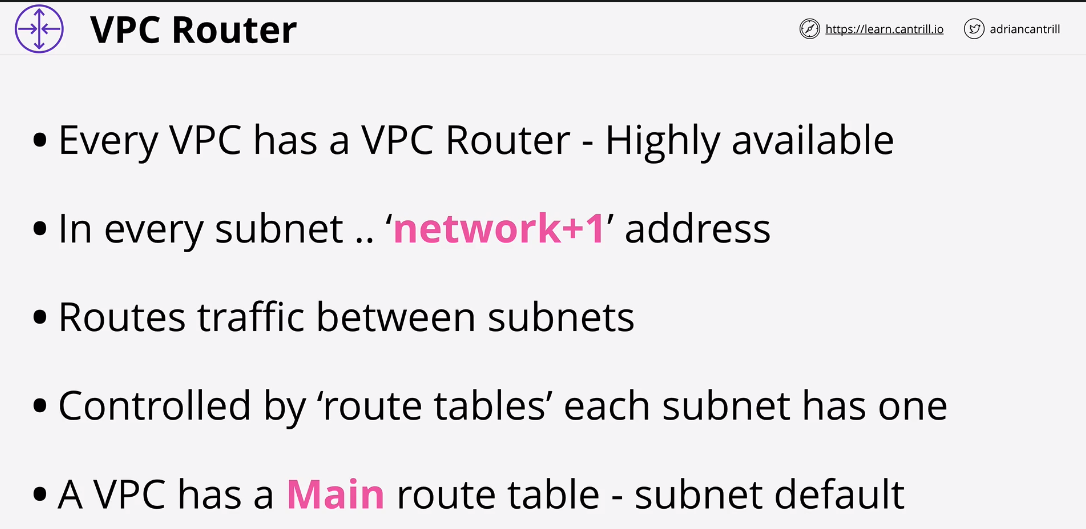 VPC Router
https://learn.cantrill.io
adriancantrill
• Every VPC has a VPC Router - Highly available
• In every subnet .. ‘network+1’ address
• Routes traffic between subnets
• Controlled by ‘route tables’ each subnet has one
• A VPC has a Main route table - subnet default